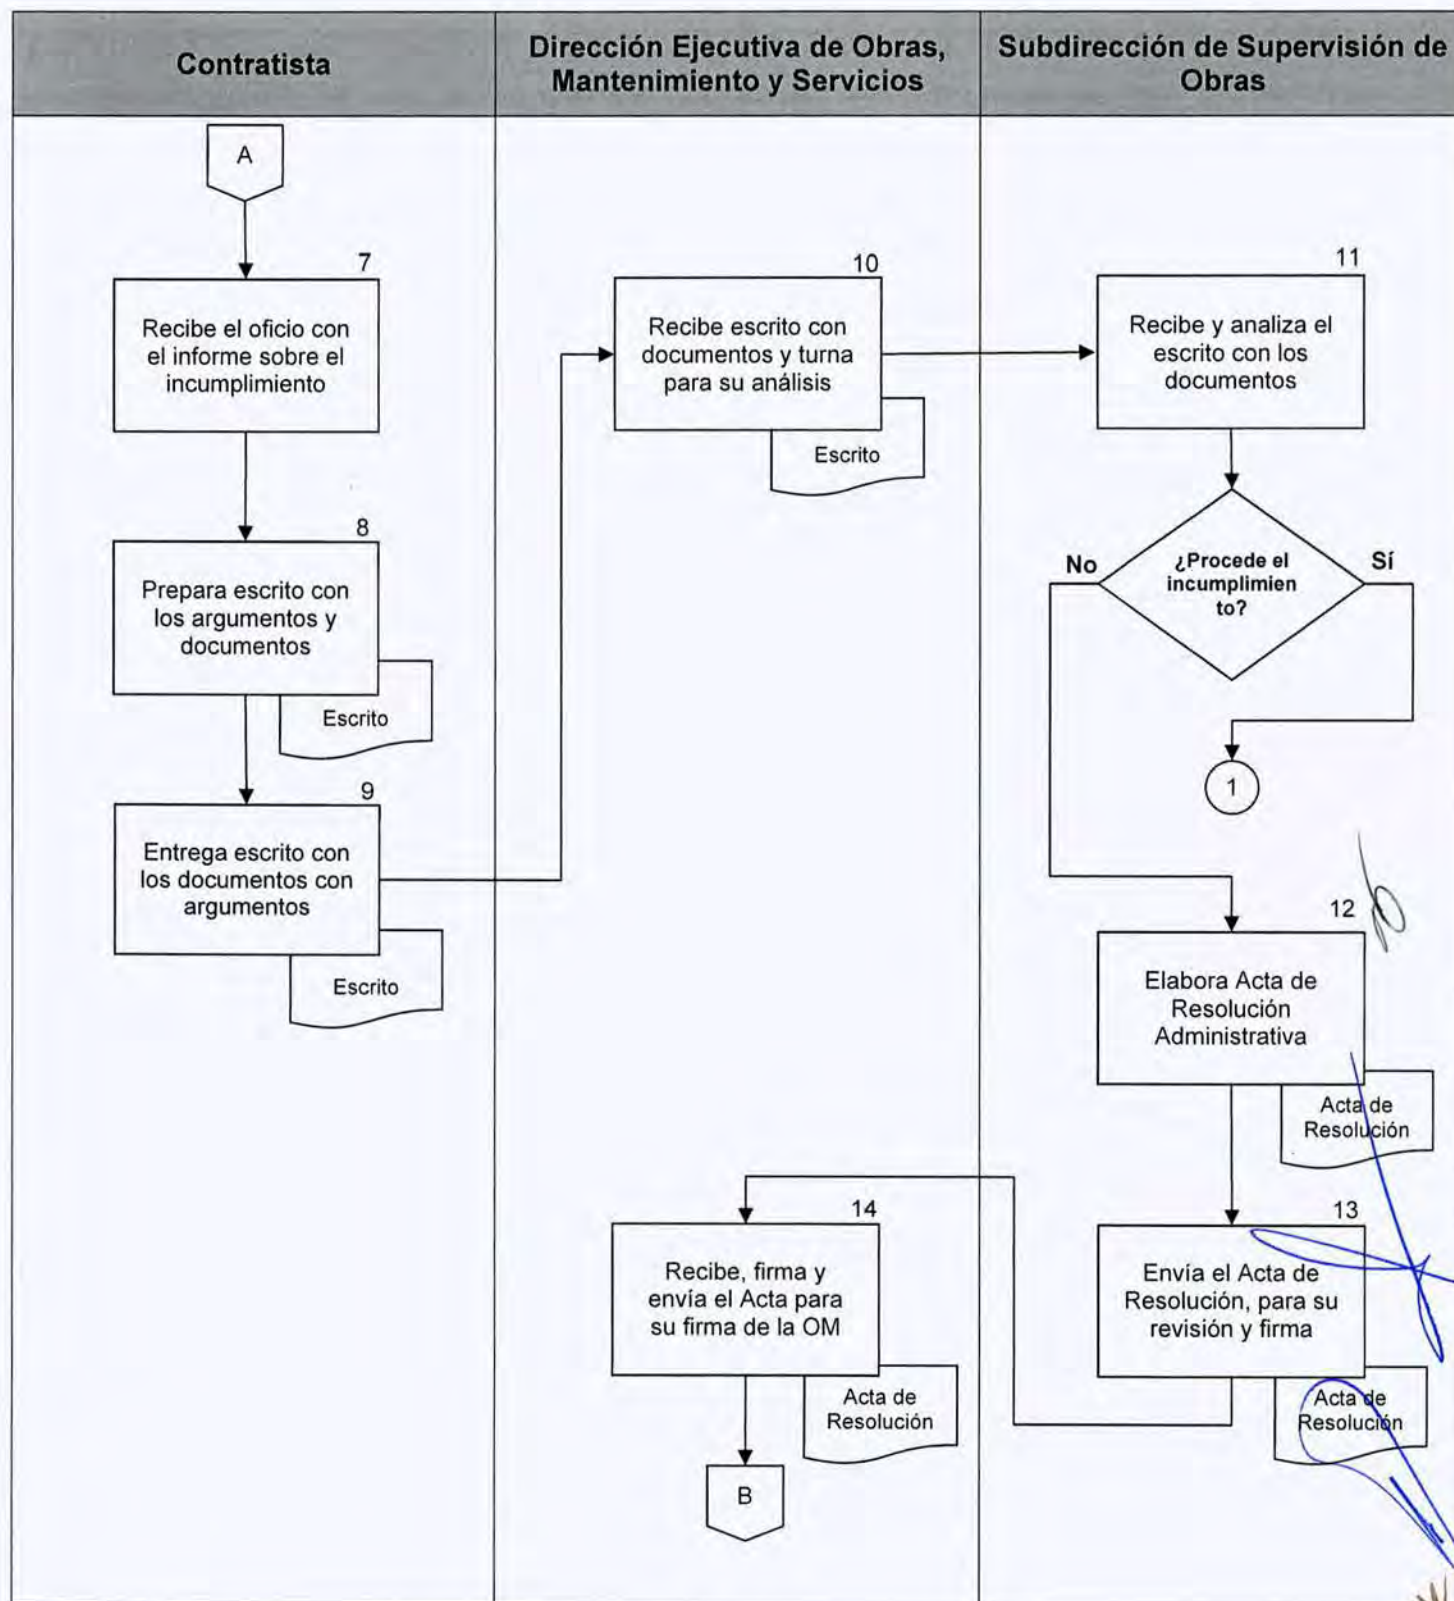 Contratista
Dirección Ejecutiva de Obras,
Mantenimiento y Servicios
Subdirección de Supervisión de
Obras
A
7
Recibe el oficio con
el informe sobre el
incumplimiento
8
Prepara escrito con
los argumentos y
documentos
Escrito
9
Entrega escrito con
los documentos con
argumentos
Escrito
10
Recibe escrito con
documentos y turna
para su análisis
Escrito
11
Recibe y analiza el
escrito con los
documentos
No
¿Procede el
incumplimien
to?
Sí
1
12
Elabora Acta de
Resolución
Administrativa
Acta de
Resolución
13
Envía el Acta de
Resolución, para su
revisión y firma
Acta de
Resolución
14
Recibe, firma y
envía el Acta para
su firma de la OM
Acta de
Resolución
B